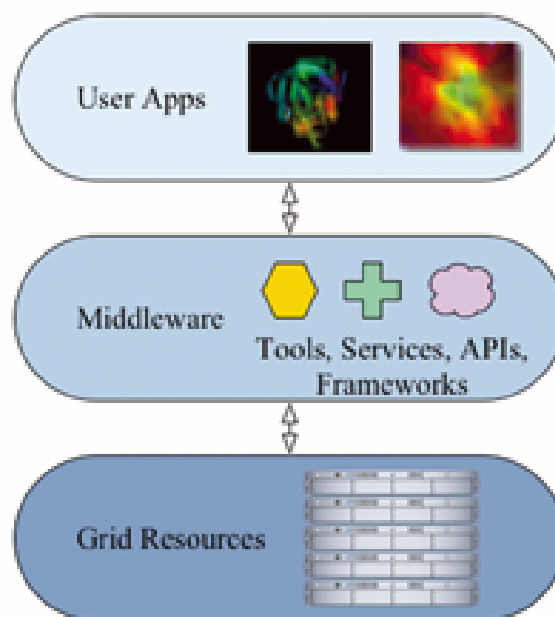 User Apps
Middleware
Tools, Services, APIs,
Frameworks
Grid Resources